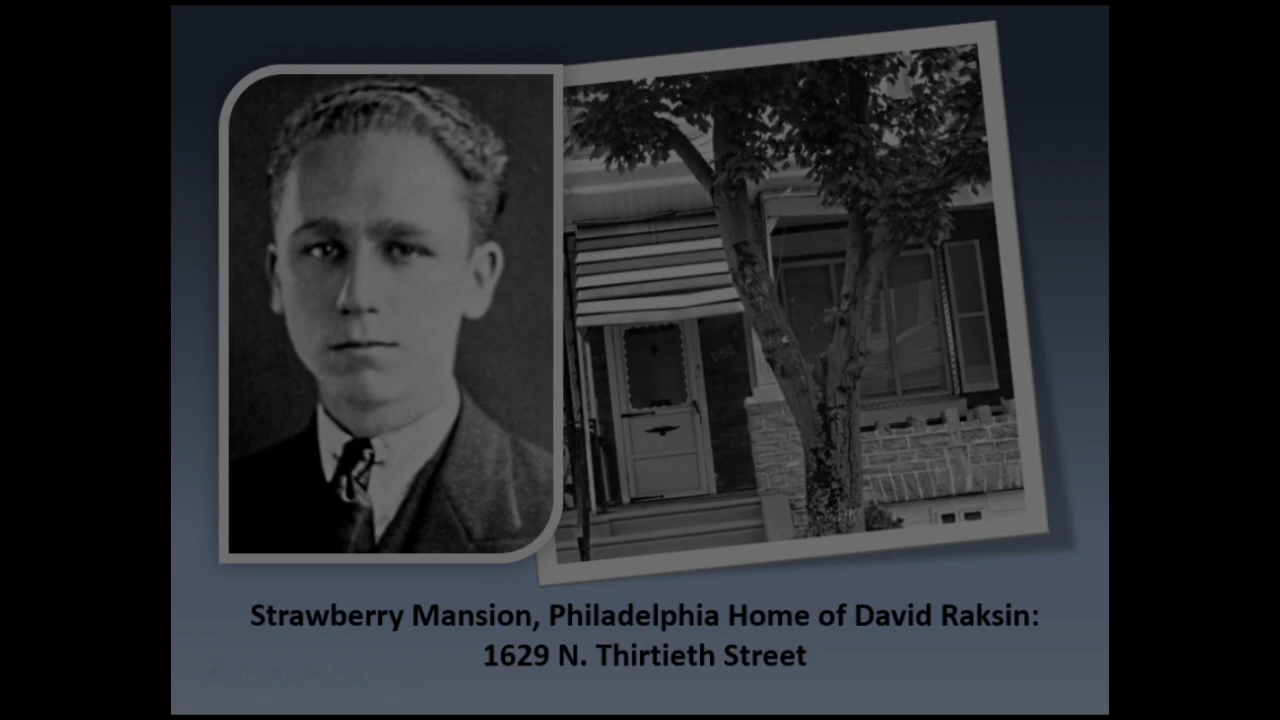 Strawberry Mansion, Philadelphia Home of David Raksin:
1629 N. Thirtieth Street